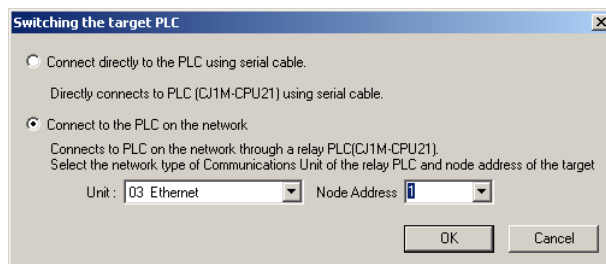 Switching the target PLC
Connect directly to the PLC using serial cable.
Directly connects to PLC (CJ1M-CPU21) using serial cable.
Connect to the PLC on the network
Connects to PLC on the network through a relay PLC(CJ1M-CPU21).
Select the network type of Communications Unit of the relay PLC and node address of the target
Unit : 03 Ethernet Node Address 1
OK Cancel